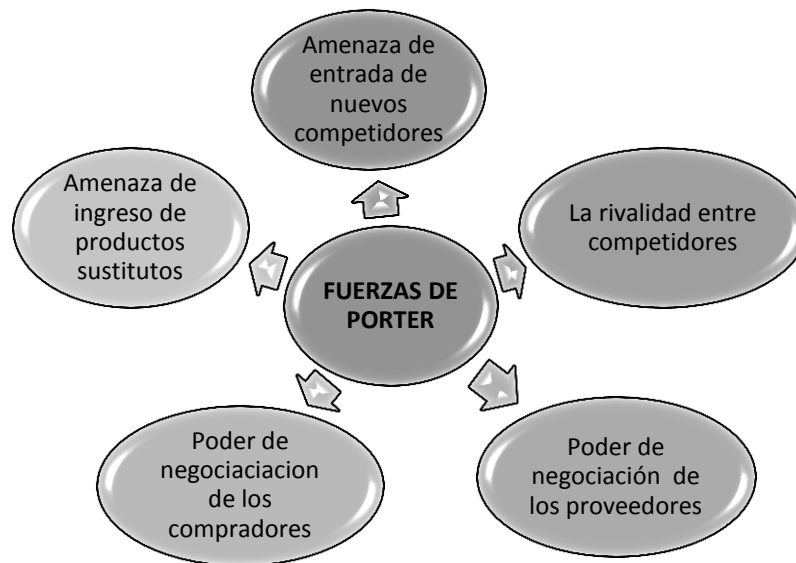 Amenaza de
entrada de
nuevos
competidores
Amenaza de
ingreso de
productos
sustitutos
La rivalidad entre
competidores
FUERZAS DE
PORTER
Poder de
negociaciacion
de los
compradores
Poder de
negociación de
los proveedores